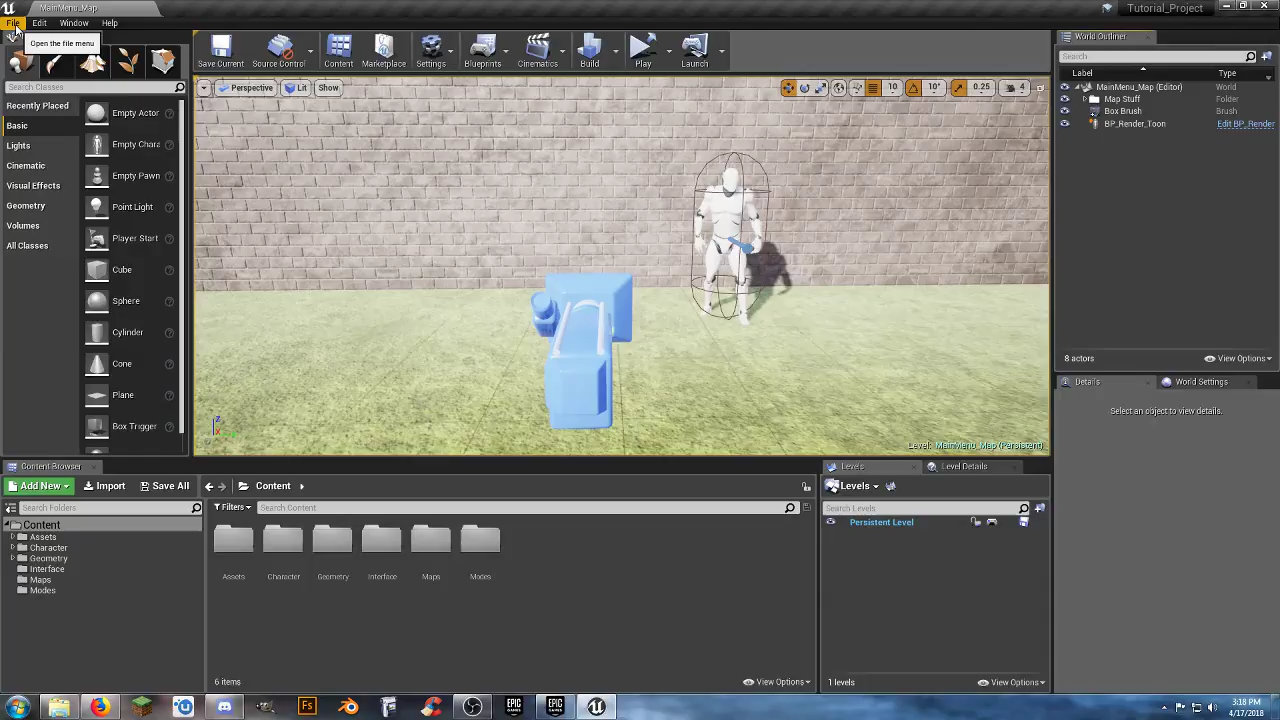 MainMenu_Map
Tutorial_Project
File
Edit
Window
Help
Open the file menu
Save Current
Source Control
Content
Marketplace
Settings
Blueprints
Cinematics
Build
Play
Launch
World Outliner
Search
Label
Type
Search Classes
Perspective
Lit
Show
10
10°
0.25
4
MainMenu_Map (Editor)
World
Map Stuff
Folder
Box Brush
Brush
BP_Render_Toon
Edit BP_Render
Recently Placed
Basic
Lights
Cinematic
Visual Effects
Geometry
Volumes
All Classes
Empty Actor
Empty Chara
Empty Pawn
Point Light
Player Start
Cube
Sphere
Cylinder
Cone
Plane
Box Trigger
8 actors
View Options
Details
World Settings
Select an object to view details.
Level: MainMenu_Map (Persistent)
Content Browser
Add New
Import
Save All
Content
Search Folders
Filters
Search Content
Content
Assets
Character
Geometry
Interface
Maps
Modes
Assets
Character
Geometry
Interface
Maps
Modes
6 items
View Options
Levels
Level Details
Levels
Search Levels
Persistent Level
1 levels
View Options
Fs
EPIC
GAMES
EPIC
GAMES
3:18 PM
4/17/2018